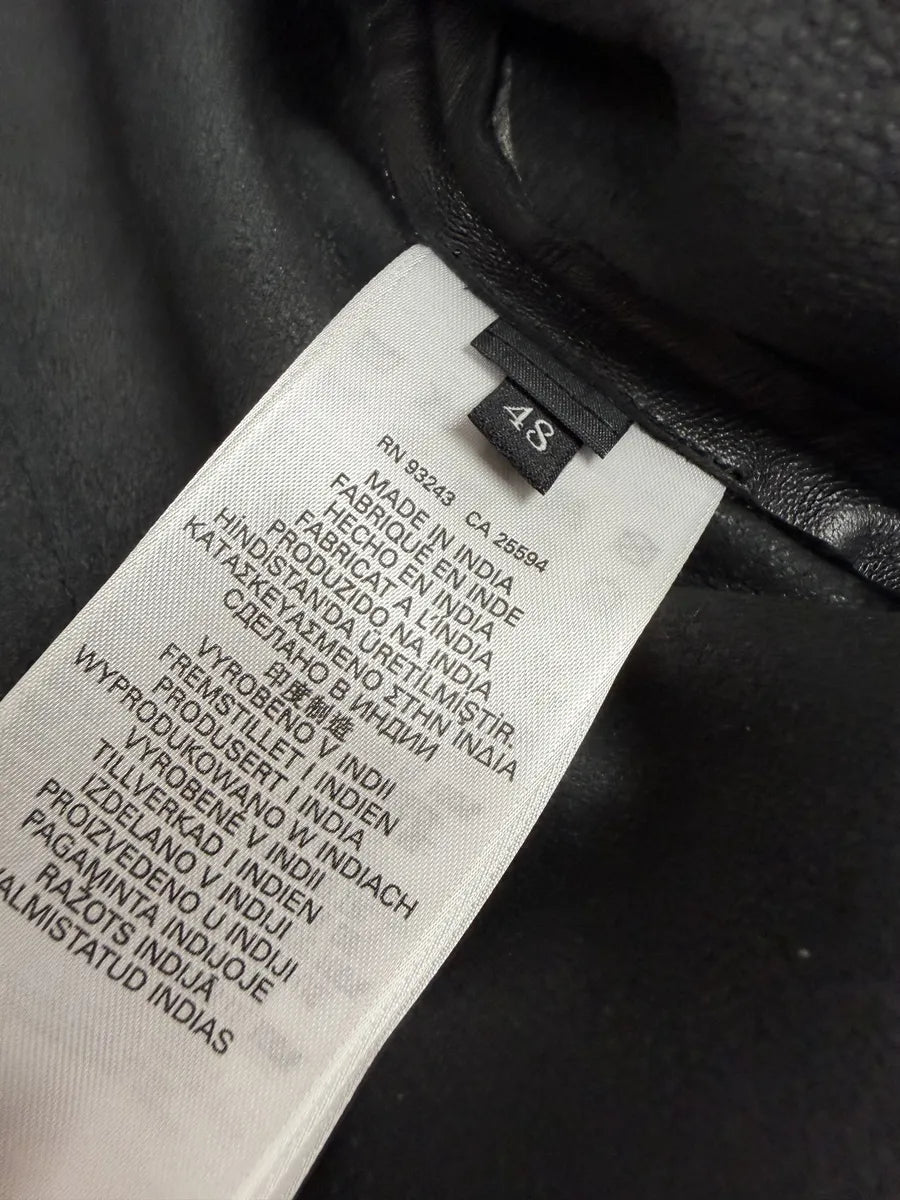 48
RN 93243 CA 25594
MADE IN INDIA
FABRIQUÉ EN INDE
HECHO EN INDIA
FABRICAT A L'INDIA
PRODUZIDO NA INDIA
HİNDİSTAN'DA ÜRETİLMİŞTİR.
ΚΑΤΑΣΚΕΥΑΣΜΕΝΟ ΣΤΗΝ ΙΝΔΙΑ
СДЕЛАНО В ИНДИИ
印度制造
VYROBENO V INDII
FREMSTILLET I INDIEN
PRODUSERT I INDIA
WYPRODUKOWANO W INDIACH
VYROBENÉ V INDII
TILLVERKAD I INDIEN
IZDELANO V INDIJI
PROIZVEDENO U INDIJI
PAGAMINTA INDIJOJE
RAŽOTS INDIJĀ
VALMISTATUD INDIAS